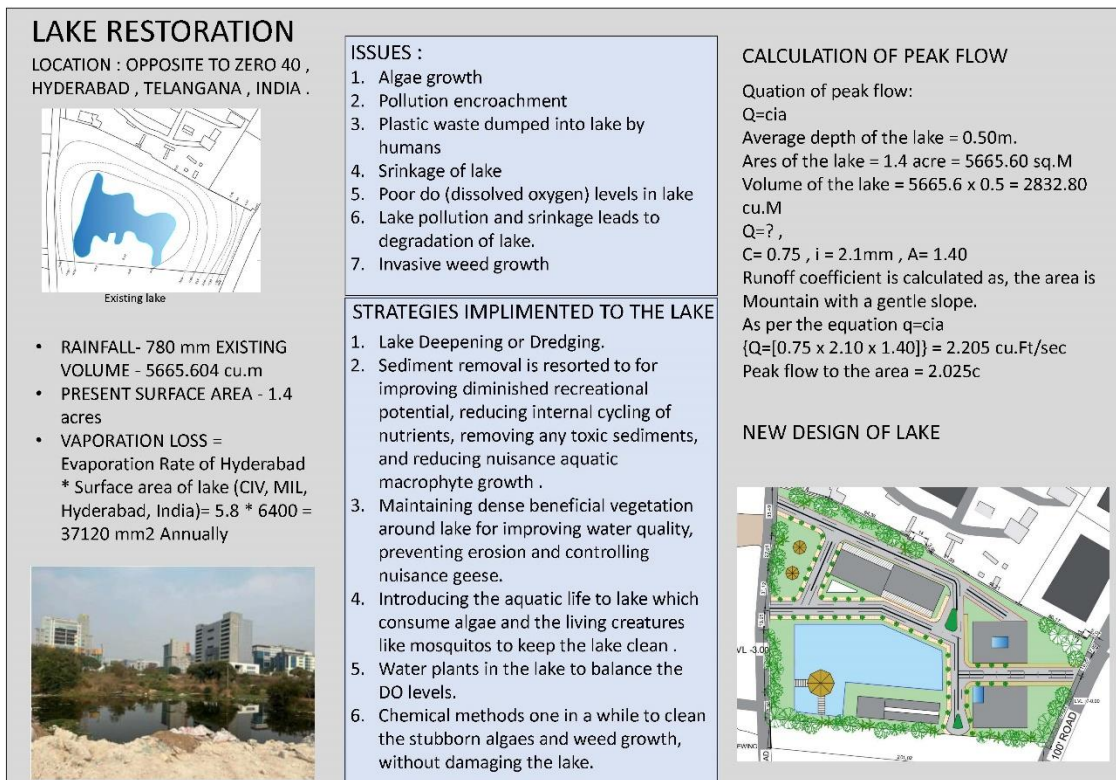 LAKE RESTORATION
LOCATION : OPPOSITE TO ZERO 40 ,
HYDERABAD , TELANGANA , INDIA .
Existing lake
• RAINFALL- 780 mm EXISTING
VOLUME - 5665.604 cu.m
• PRESENT SURFACE AREA - 1.4
acres
• VAPORATION LOSS =
Evaporation Rate of Hyderabad
* Surface area of lake (CIV, MIL,
Hyderabad, India)= 5.8 * 6400 =
37120 mm2 Annually
ISSUES :
1. Algae growth
2. Pollution encroachment
3. Plastic waste dumped into lake by
humans
4. Srinkage of lake
5. Poor do (dissolved oxygen) levels in lake
6. Lake pollution and srinkage leads to
degradation of lake.
7. Invasive weed growth
STRATEGIES IMPLIMENTED TO THE LAKE
1. Lake Deepening or Dredging.
2. Sediment removal is resorted to for
improving diminished recreational
potential, reducing internal cycling of
nutrients, removing any toxic sediments,
and reducing nuisance aquatic
macrophyte growth .
3. Maintaining dense beneficial vegetation
around lake for improving water quality,
preventing erosion and controlling
nuisance geese.
4. Introducing the aquatic life to lake which
consume algae and the living creatures
like mosquitos to keep the lake clean .
5. Water plants in the lake to balance the
DO levels.
6. Chemical methods one in a while to clean
the stubborn algaes and weed growth,
without damaging the lake.
CALCULATION OF PEAK FLOW
Quation of peak flow:
Q=cia
Average depth of the lake = 0.50m.
Ares of the lake = 1.4 acre = 5665.60 sq.M
Volume of the lake = 5665.6 x 0.5 = 2832.80
cu.M
Q=? ,
C= 0.75 , i = 2.1mm , A= 1.40
Runoff coefficient is calculated as, the area is
Mountain with a gentle slope.
As per the equation q=cia
{Q=[0.75 x 2.10 x 1.40]} = 2.205 cu.Ft/sec
Peak flow to the area = 2.025c
NEW DESIGN OF LAKE
VL -3.00
100' ROAD